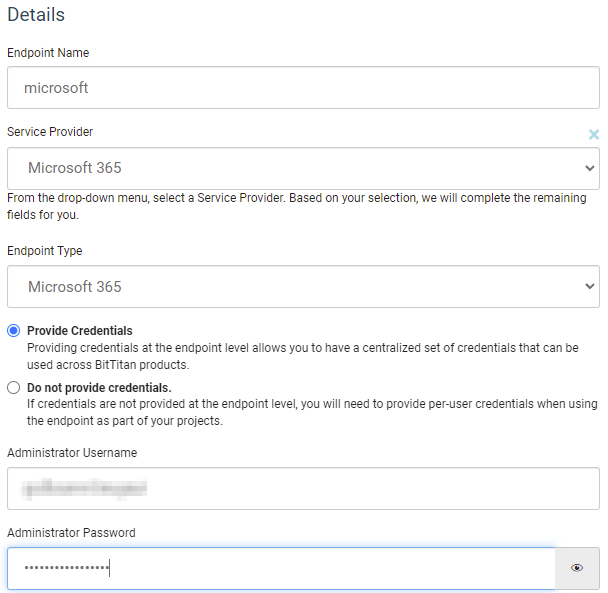 Details
Endpoint Name
microsoft
Service Provider
Microsoft 365
From the drop-down menu, select a Service Provider. Based on your selection, we will complete the remaining
fields for you.
Endpoint Type
Microsoft 365
Provide Credentials
Providing credentials at the endpoint level allows you to have a centralized set of credentials that can be
used across BitTitan products.
Do not provide credentials.
If credentials are not provided at the endpoint level, you will need to provide per-user credentials when using
the endpoint as part of your projects.
Administrator Username
Administrator Password
•••••••••••••••••